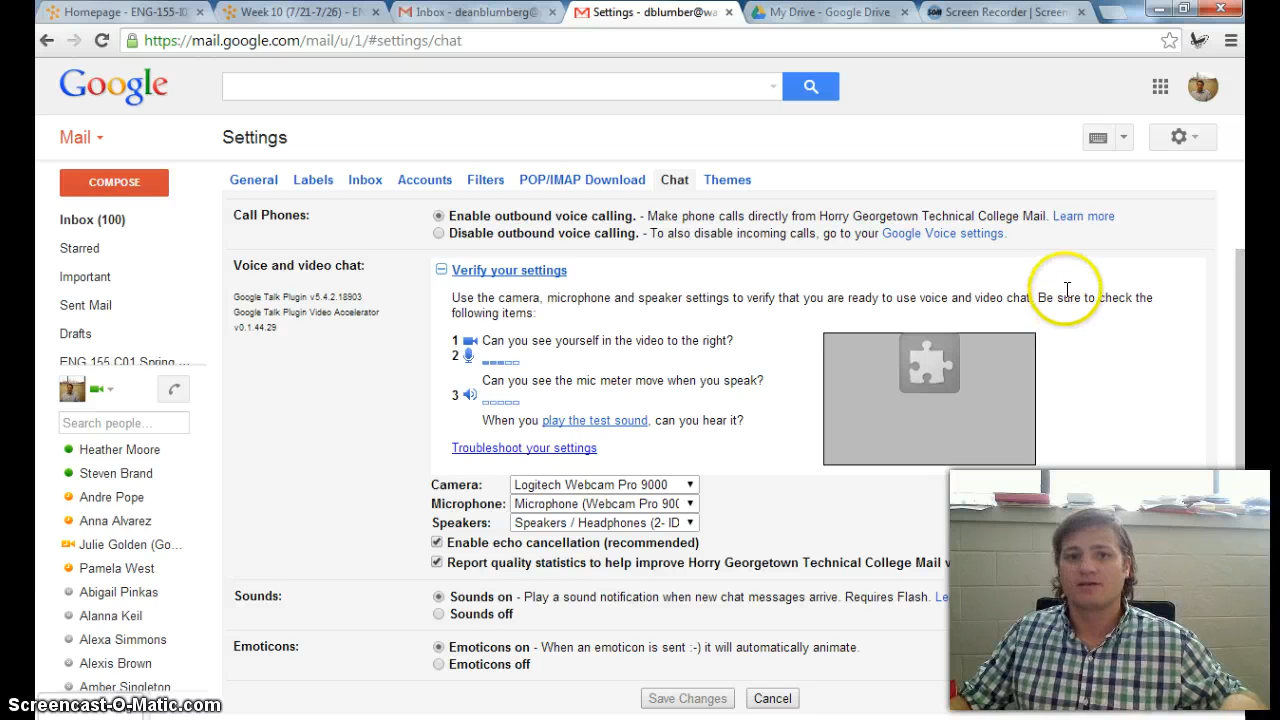 Homepage - ENG-155-I
Week 10 (7/21-7/26) - EN
Inbox - deanblumberg@
Settings - dblumber@wa
My Drive - Google Drive
Screen Recorder | Screen
https://mail.google.com/mail/u/1/#settings/chat
Google
Mail
Settings
COMPOSE
General Labels Inbox Accounts Filters POP/IMAP Download Chat Themes
Inbox (100)
Starred
Important
Sent Mail
Drafts
ENG 155 C01 Spring ...
Search people...
Heather Moore
Steven Brand
Andre Pope
Anna Alvarez
Julie Golden (Go...
Pamela West
Abigail Pinkas
Alanna Keil
Alexa Simmons
Alexis Brown
Amber Singleton
Call Phones:
Enable outbound voice calling. - Make phone calls directly from Horry Georgetown Technical College Mail. Learn more
Disable outbound voice calling. - To also disable incoming calls, go to your Google Voice settings.
Voice and video chat:
Google Talk Plugin v5.4.2.18903
Google Talk Plugin Video Accelerator
v0.1.44.29
Verify your settings
Use the camera, microphone and speaker settings to verify that you are ready to use voice and video chat. Be sure to check the
following items:
1 Can you see yourself in the video to the right?
2
Can you see the mic meter move when you speak?
3
When you play the test sound, can you hear it?
Troubleshoot your settings
Camera: Logitech Webcam Pro 9000
Microphone: Microphone (Webcam Pro 900
Speakers: Speakers / Headphones (2- ID
Enable echo cancellation (recommended)
Report quality statistics to help improve Horry Georgetown Technical College Mail v
Sounds:
Sounds on - Play a sound notification when new chat messages arrive. Requires Flash. Le
Sounds off
Emoticons:
Emoticons on - When an emoticon is sent :-) it will automatically animate.
Emoticons off
Save Changes
Cancel
Screencast-O-Matic.com